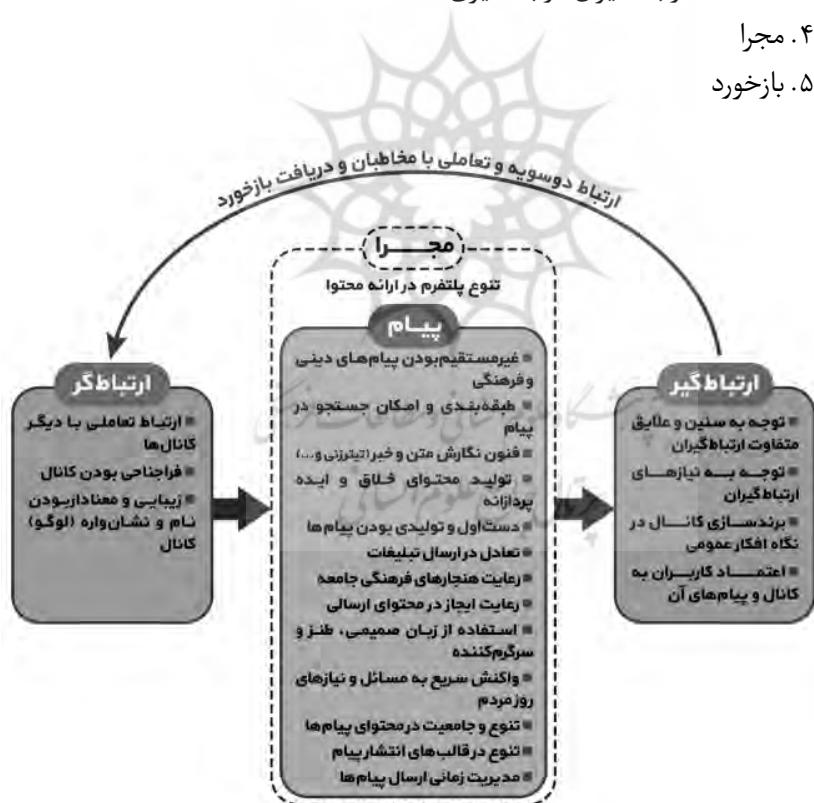 ۴. مجرا
۵. بازخورد
ارتباط دوسویه و تعاملی با مخاطبان و دریافت بازخورد
مجرا
تنوع پلتفرم در ارائه محتوا
ارتباط‌گیر
توجه به سنین و علایق
متفاوت ارتباط‌گیران
توجه به نیازهای
ارتباط‌گیران
برندسازی کانال در
نگاه افکار عمومی
اعتماد کاربران به
کانال و پیام‌های آن
پیام
غیرمستقیم‌بودن پیام‌های دینی
و فرهنگی
طبقه‌بندی و امکان جستجو در
پیام
فنون نگارش متن و خبر (تیترزنی و...)
تولید محتوای خلاق و ایده
پردازانه
دست‌اول و تولیدی بودن پیام‌ها
تعادل در ارسال تبلیغات
رعایت هنجارهای فرهنگی جامعه
رعایت ایجاز در محتوای ارسالی
استفاده از زبان صمیمی، طنز و
سرگرم‌کننده
واکنش سریع به مسائل و نیازهای
روز مردم
تنوع و جامعیت در محتوای پیام‌ها
تنوع در قالب‌های انتشار پیام
مدیریت زمانی ارسال پیام‌ها
ارتباط‌گر
ارتباط تعاملی با دیگر
کانال‌ها
فراجناحی بودن کانال
زیبایی و معناداربودن
نام و نشان‌واره (لوگو)
کانال